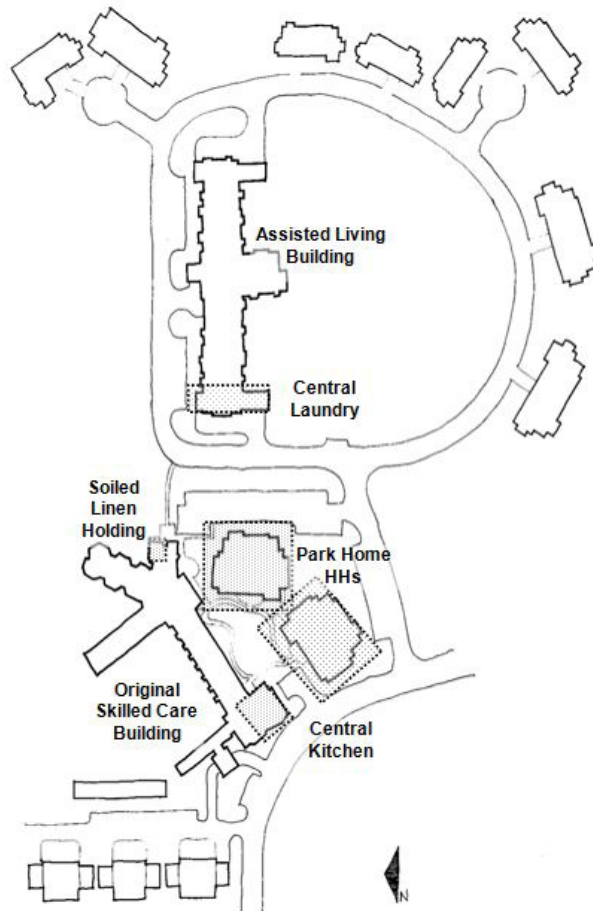 Assisted Living
Building
Central
Laundry
Soiled
Linen
Holding
Park Home
HHs
Original
Skilled Care
Building
Central
Kitchen
N